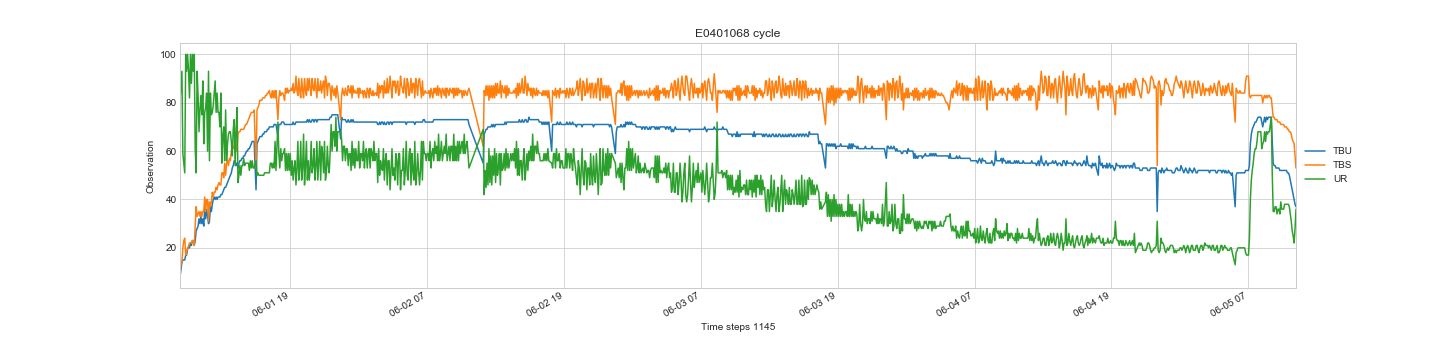 E0401068 cycle
Observation
100
80
60
40
20
06-01 19
06-02 07
06-02 19
06-03 07
06-03 19
06-04 07
06-04 19
06-05 07
Time steps 1145
TBU
TBS
UR